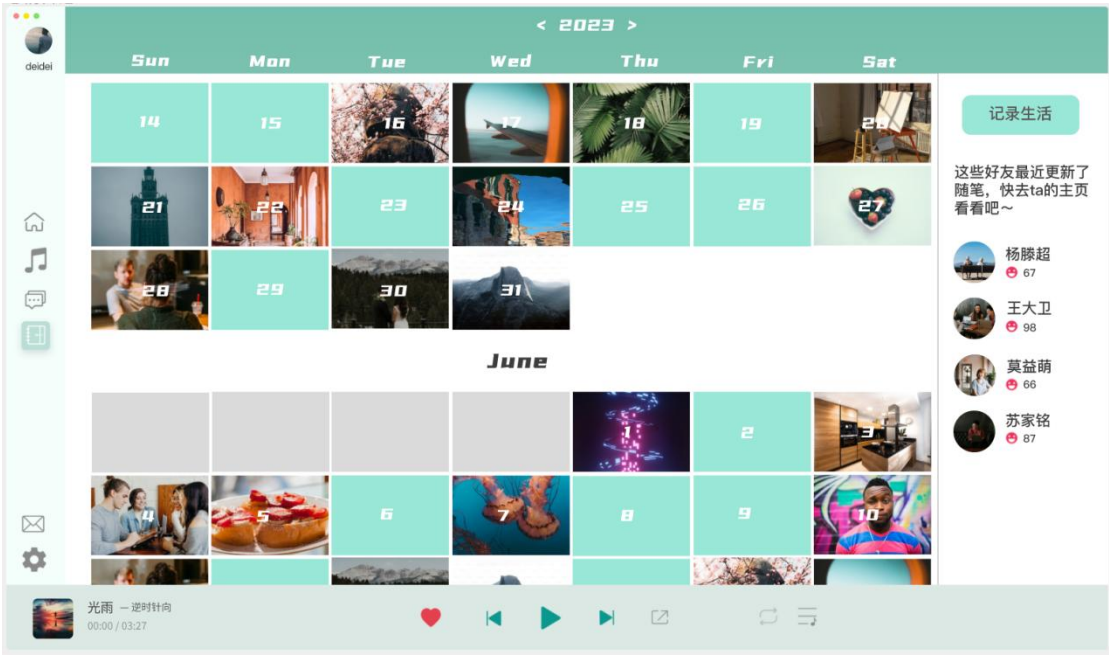 < 2023 >
deidei
Sun Mon Tue Wed Thu Fri Sat
14 15 16 17 18 19 20
21 22 23 24 25 26 27
28 29 30 31
June
1 2 3
4 5 6 7 8 9 10
记录生活
这些好友最近更新了
随笔，快去ta的主页
看看吧～
杨滕超
67
王大卫
98
莫益萌
66
苏家铭
87
光雨 — 逆时针向
00:00 / 03:27